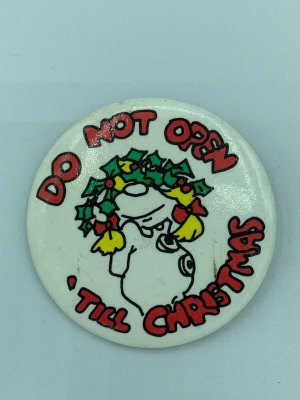 DO NOT OPEN
'TILL CHRISTMAS